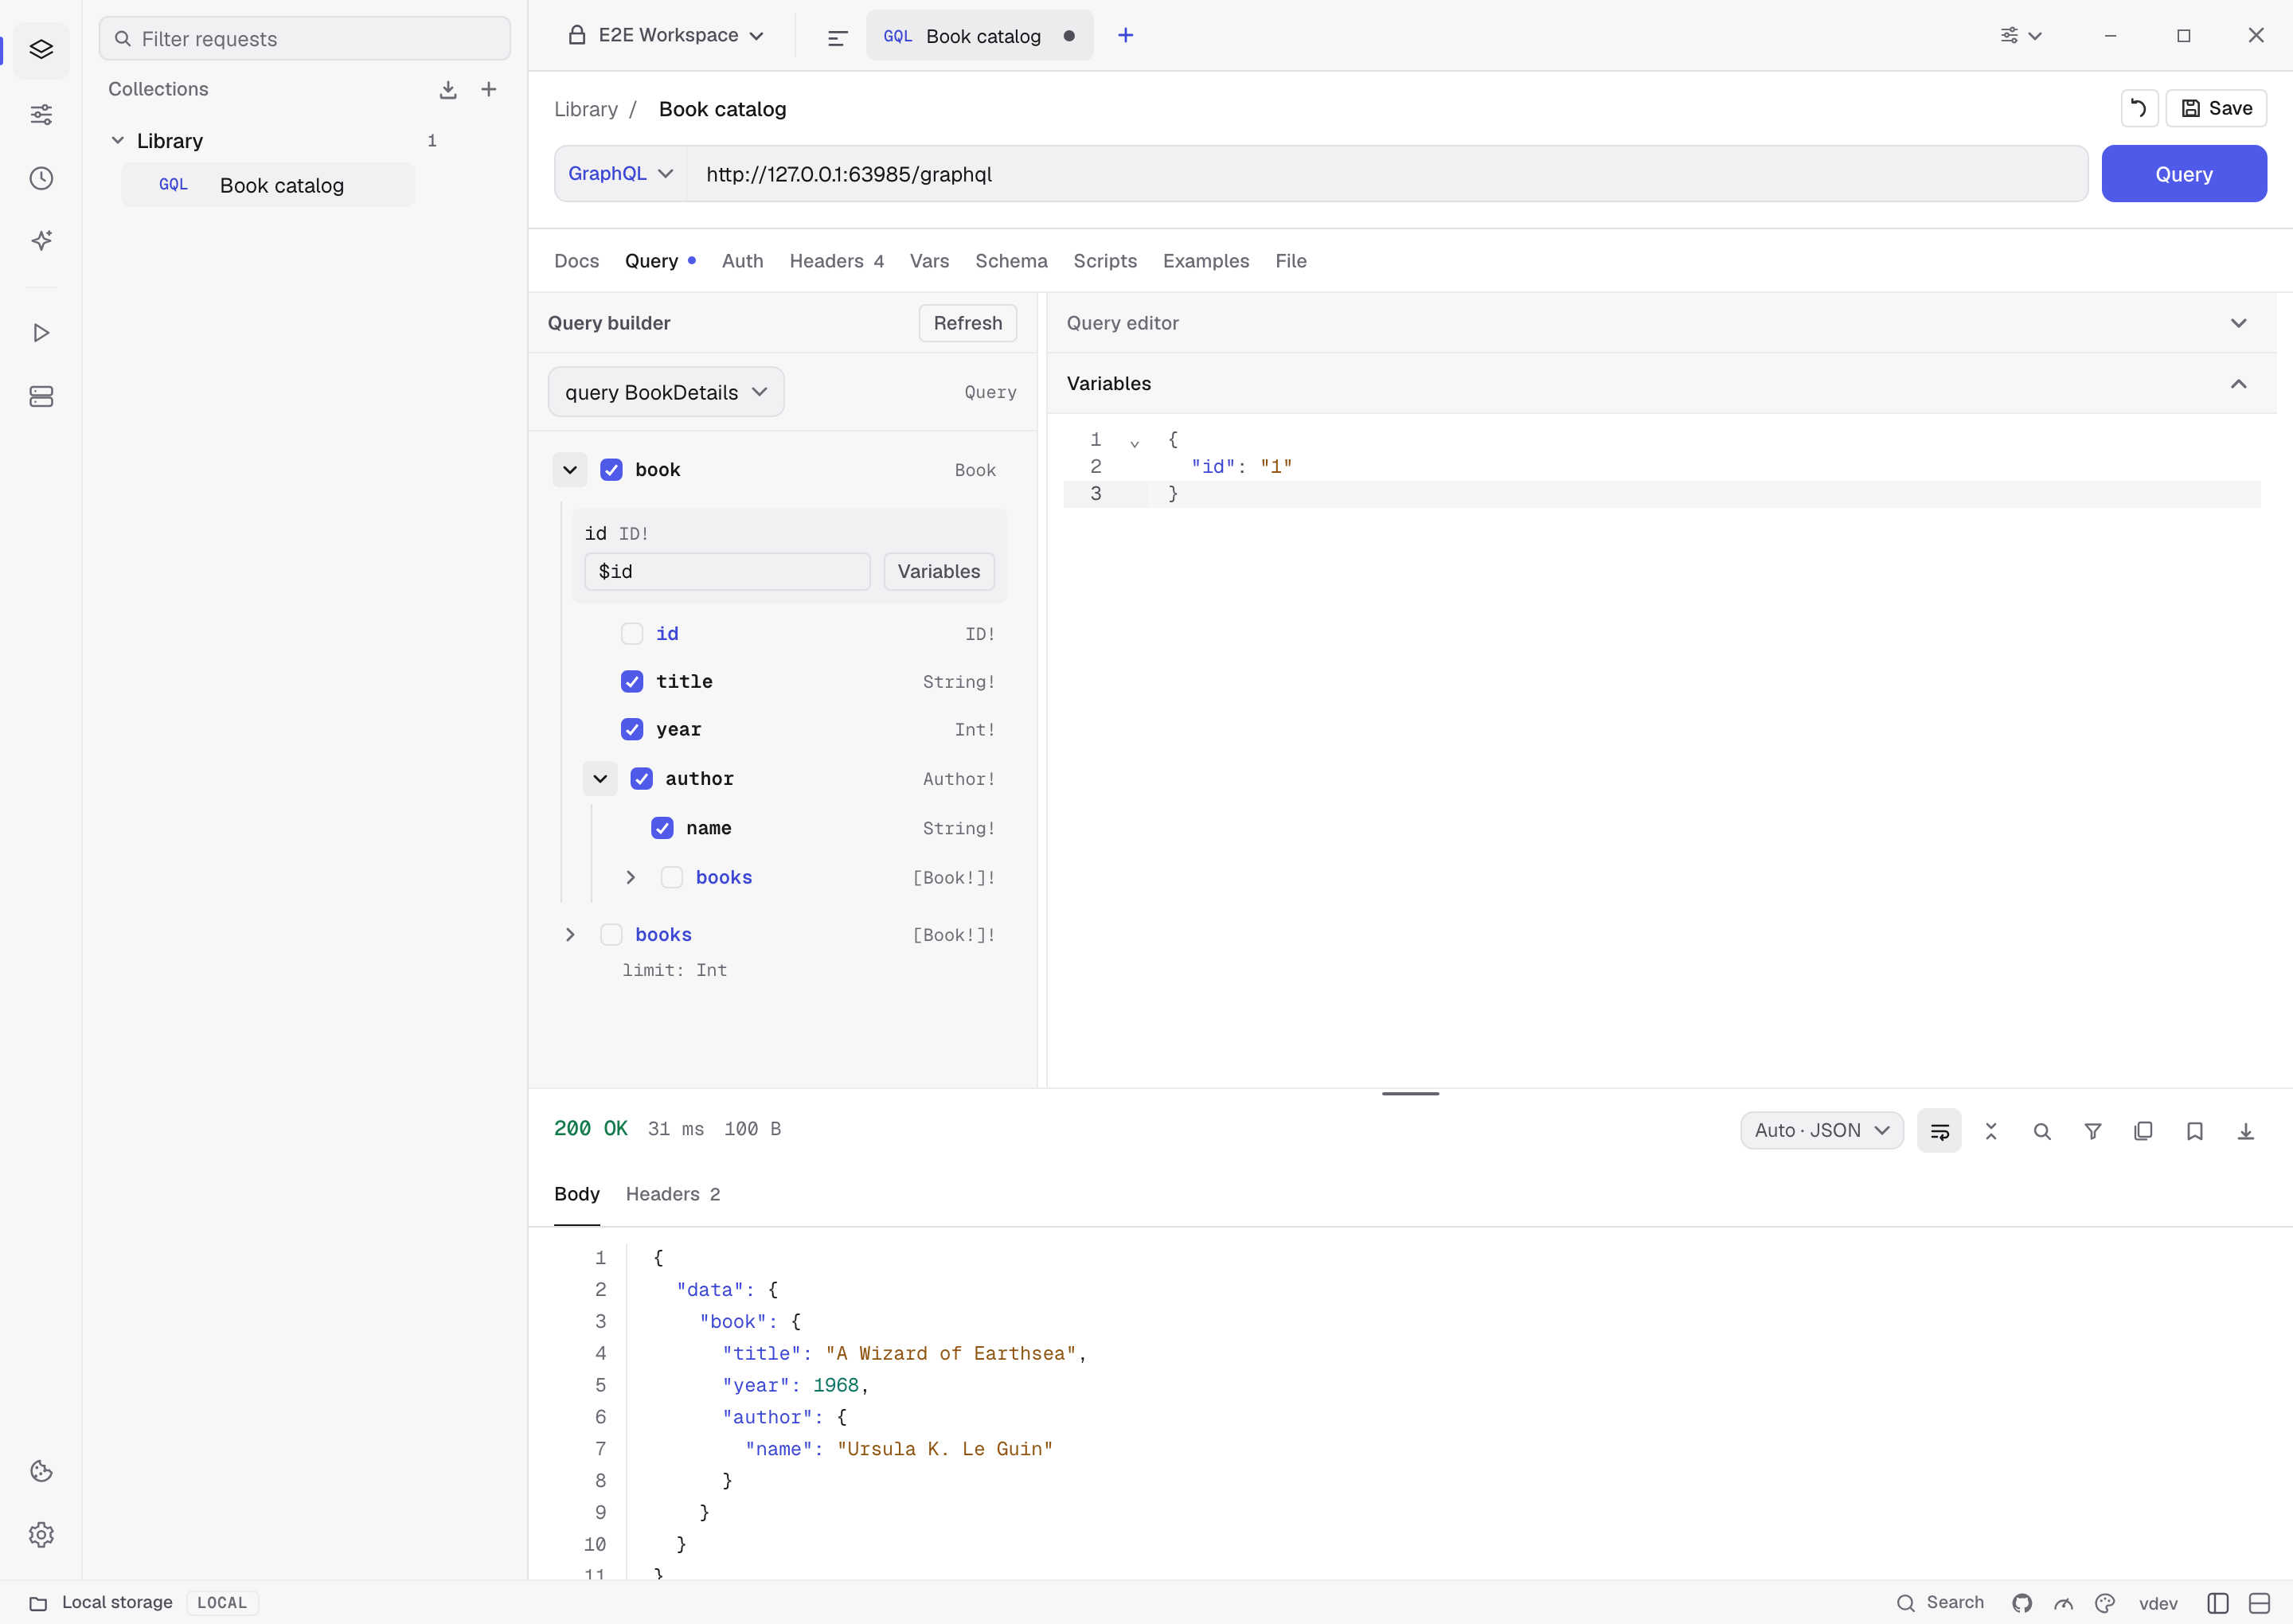 Filter requests
Collections
Library 1
GQL Book catalog
E2E Workspace
GQL Book catalog
Library / Book catalog
Save
GraphQL http://127.0.0.1:63985/graphql
Query
Docs Query Auth Headers 4 Vars Schema Scripts Examples File
Query builder Refresh
query BookDetails Query
book Book
id ID!
$id Variables
id ID!
title String!
year Int!
author Author!
name String!
books [Book!]!
books [Book!]!
limit: Int
Query editor
Variables
1 {
2 "id": "1"
3 }
200 OK 31 ms 100 B
Auto · JSON
Body Headers 2
1 {
2 "data": {
3 "book": {
4 "title": "A Wizard of Earthsea",
5 "year": 1968,
6 "author": {
7 "name": "Ursula K. Le Guin"
8 }
9 }
10 }
11 }
Local storage LOCAL
Search vdev